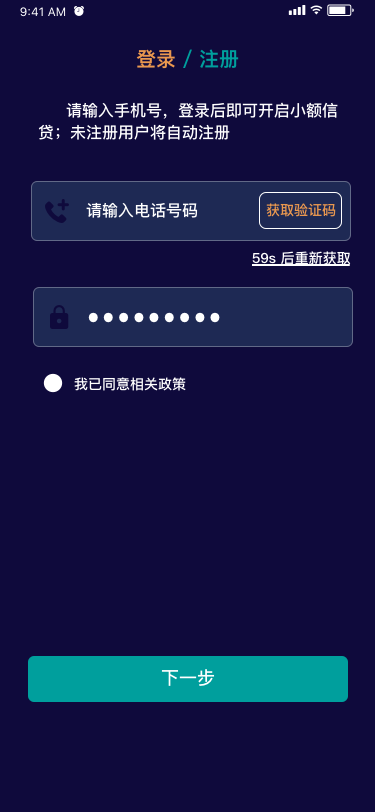 9:41 AM
登录 / 注册
请输入手机号，登录后即可开启小额信
贷；未注册用户将自动注册
请输入电话号码
获取验证码
59s 后重新获取
我已同意相关政策
下一步